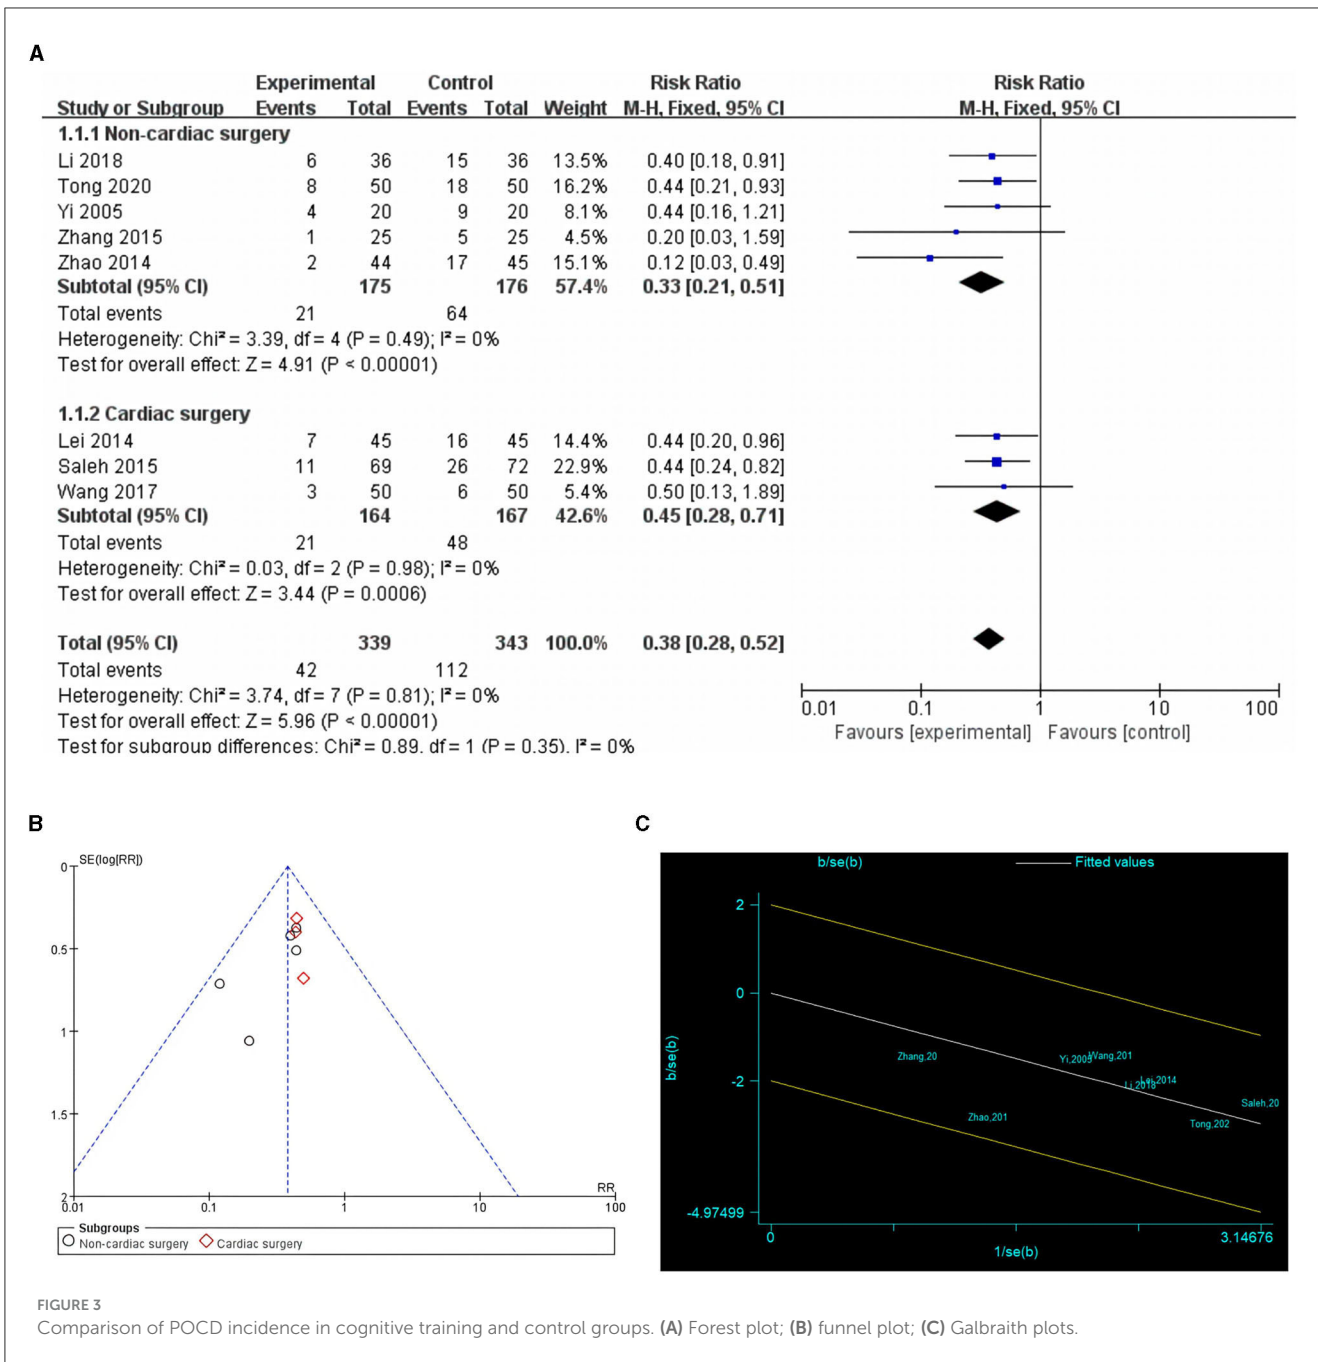 A
Experimental Control Risk Ratio Risk Ratio
Study or Subgroup Events Total Events Total Weight M-H, Fixed, 95% CI M-H, Fixed, 95% CI
1.1.1 Non-cardiac surgery
Li 2018 6 36 15 36 13.5% 0.40 [0.18, 0.91]
Tong 2020 8 50 18 50 16.2% 0.44 [0.21, 0.93]
Yi 2005 4 20 9 20 8.1% 0.44 [0.16, 1.21]
Zhang 2015 1 25 5 25 4.5% 0.20 [0.03, 1.59]
Zhao 2014 2 44 17 45 15.1% 0.12 [0.03, 0.49]
Subtotal (95% CI) 175 176 57.4% 0.33 [0.21, 0.51]
Total events 21 64
Heterogeneity: Chi² = 3.39, df = 4 (P = 0.49); I² = 0%
Test for overall effect: Z = 4.91 (P < 0.00001)
1.1.2 Cardiac surgery
Lei 2014 7 45 16 45 14.4% 0.44 [0.20, 0.96]
Saleh 2015 11 69 26 72 22.9% 0.44 [0.24, 0.82]
Wang 2017 3 50 6 50 5.4% 0.50 [0.13, 1.89]
Subtotal (95% CI) 164 167 42.6% 0.45 [0.28, 0.71]
Total events 21 48
Heterogeneity: Chi² = 0.03, df = 2 (P = 0.98); I² = 0%
Test for overall effect: Z = 3.44 (P = 0.0006)
Total (95% CI) 339 343 100.0% 0.38 [0.28, 0.52]
Total events 42 112
Heterogeneity: Chi² = 3.74, df = 7 (P = 0.81); I² = 0%
Test for overall effect: Z = 5.96 (P < 0.00001)
Test for subgroup differences: Chi² = 0.89, df = 1 (P = 0.35), I² = 0%
0.01 0.1 1 10 100
Favours [experimental] Favours [control]
B
SE(log[RR])
0
0.5
1
1.5
2
RR
0.01 0.1 1 10 100
Subgroups
Non-cardiac surgery Cardiac surgery
C
b/se(b) Fitted values
2
0
-2
-4.97499
b/se(b)
Zhang,20
Yi,2005
Wang,201
Lei,2014
Li,2018
Saleh,20
Zhao,201
Tong,202
0 3.14676
1/se(b)
FIGURE 3
Comparison of POCD incidence in cognitive training and control groups. (A) Forest plot; (B) funnel plot; (C) Galbraith plots.